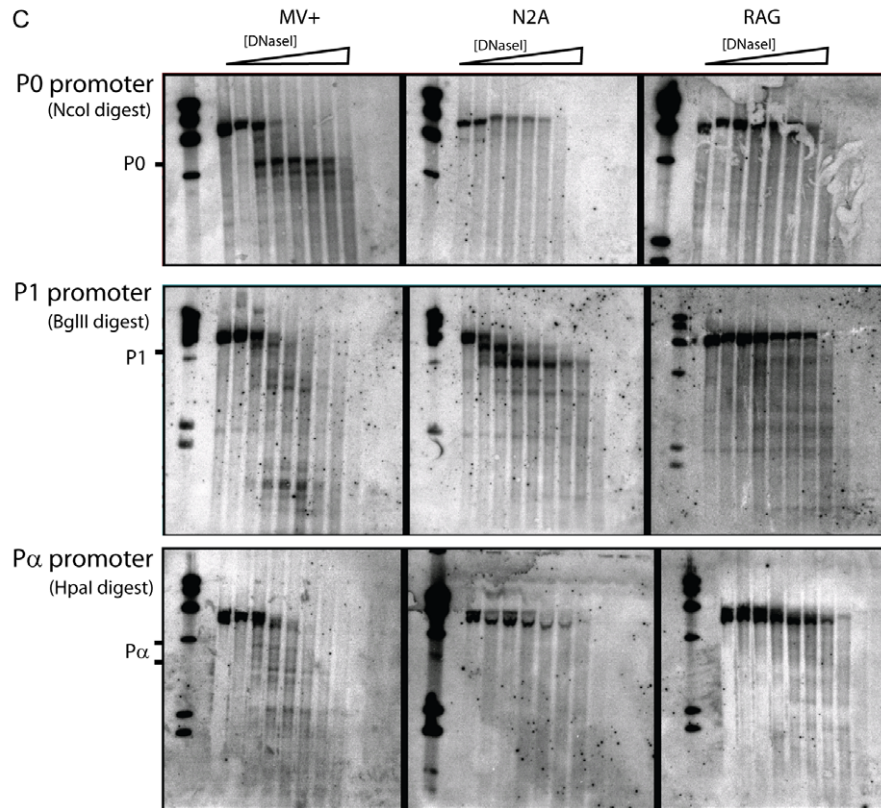 C
MV+ N2A RAG
[DNaseI] [DNaseI] [DNaseI]
P0 promoter
(NcoI digest)
P0
P1 promoter
(BglII digest)
P1
Pα promoter
(HpaI digest)
Pα